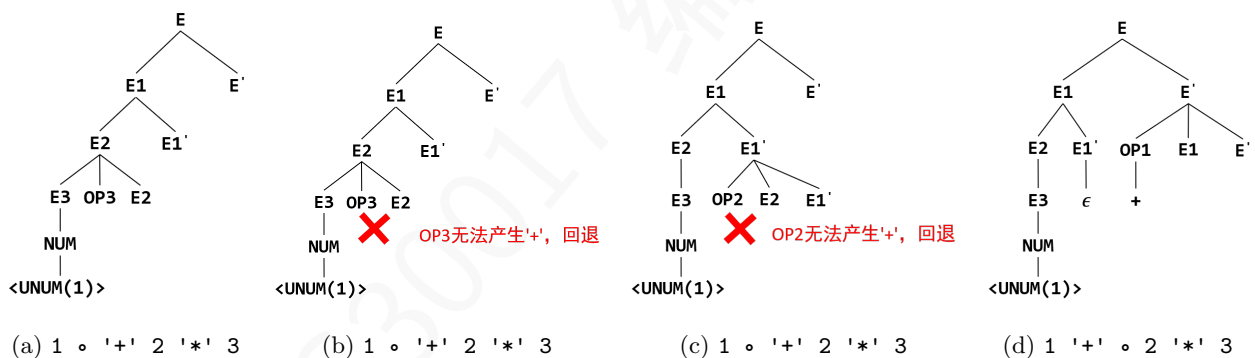 E
E1 E'
E2 E1'
E3 OP3 E2
NUM
<UNUM(1)>
(a) 1 ∘ '+' 2 '*' 3
E
E1 E'
E2 E1'
E3 OP3 E2
OP3无法产生'+', 回退
NUM
<UNUM(1)>
(b) 1 ∘ '+' 2 '*' 3
E
E1 E'
E2 E1'
E3 OP2 E2 E1'
OP2无法产生'+', 回退
NUM
<UNUM(1)>
(c) 1 ∘ '+' 2 '*' 3
E
E1 E'
E2 E1' OP1 E1 E'
E3 ϵ +
NUM
<UNUM(1)>
(d) 1 '+' ∘ 2 '*' 3